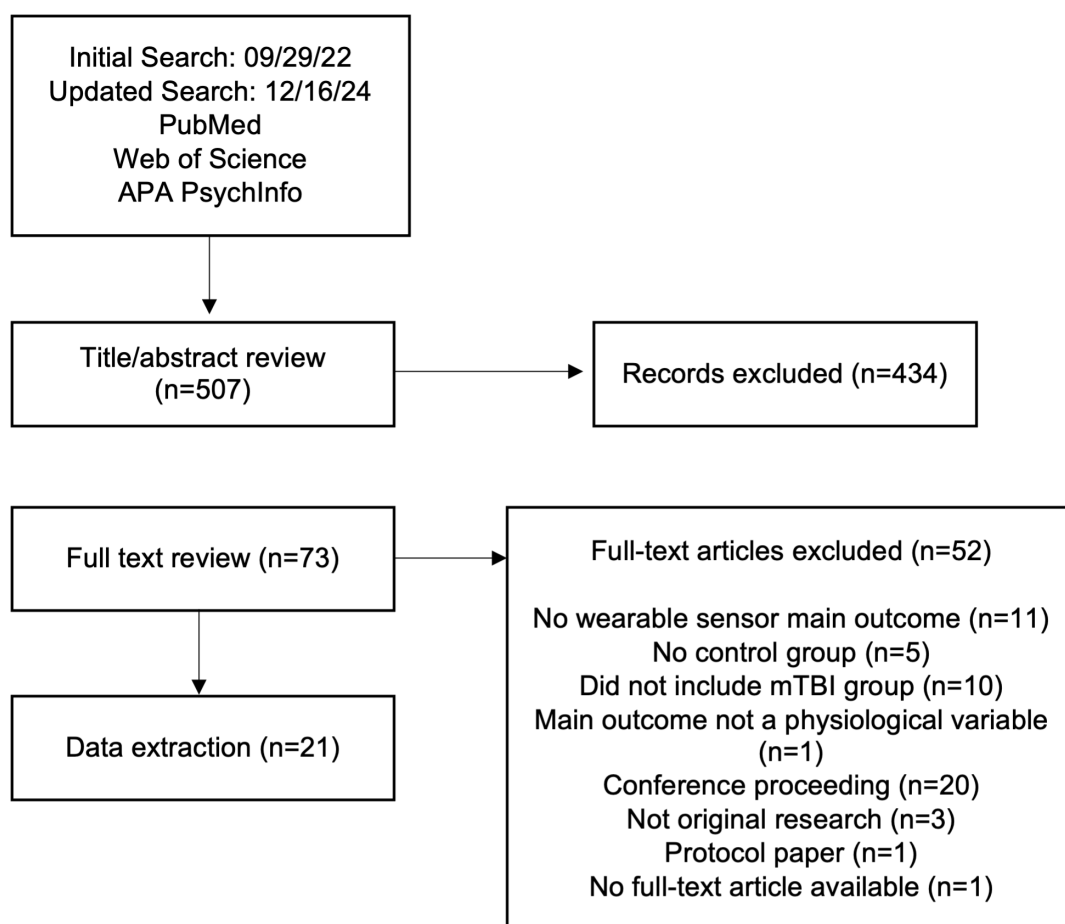 Initial Search: 09/29/22
Updated Search: 12/16/24
PubMed
Web of Science
APA PsychInfo
Title/abstract review
(n=507)
Records excluded (n=434)
Full text review (n=73)
Full-text articles excluded (n=52)
No wearable sensor main outcome (n=11)
No control group (n=5)
Did not include mTBI group (n=10)
Main outcome not a physiological variable
(n=1)
Conference proceeding (n=20)
Not original research (n=3)
Protocol paper (n=1)
No full-text article available (n=1)
Data extraction (n=21)